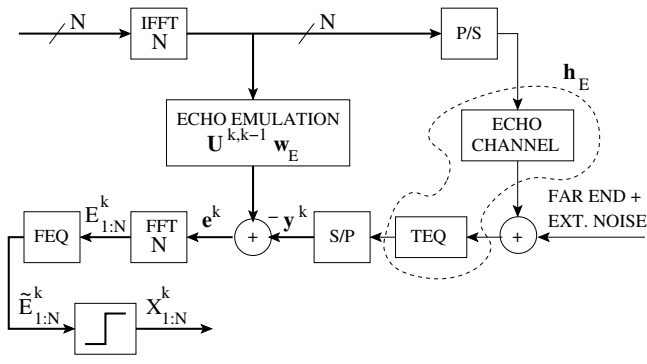 N
IFFT
N
N
P/S
h_E
ECHO EMULATION
U^{k,k−1} w_E
ECHO
CHANNEL
FAR END +
EXT. NOISE
E^k_{1:N}
e^k
− y^k
FEQ
FFT
N
+
S/P
TEQ
+
Ẽ^k_{1:N}
X^k_{1:N}